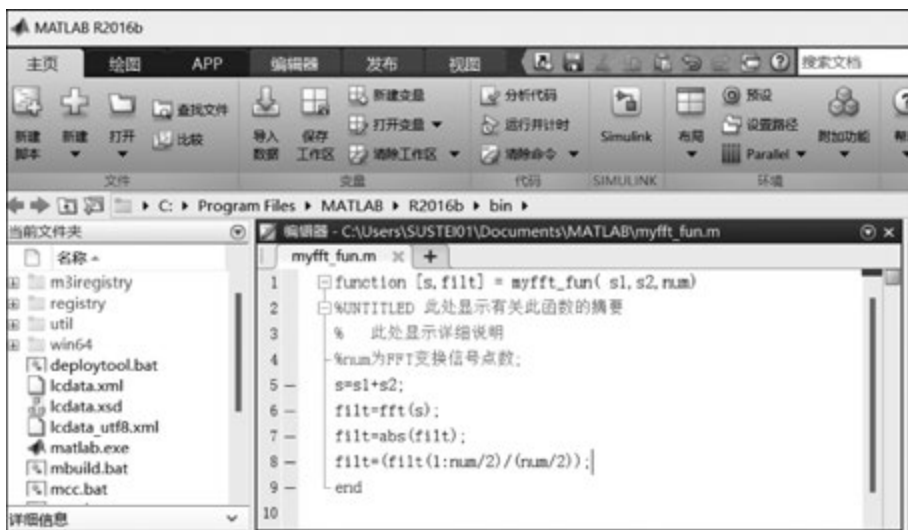 MATLAB R2016b
主页 绘图 APP 编辑器 发布 视图 搜索文档
新建脚本 新建 打开 查找文件 比较 导入数据 保存工作区 新建变量 打开变量 清除工作区 分析代码 运行并计时 清除命令 Simulink 布局 预设 设置路径 Parallel 附加功能
文件 变量 代码 SIMULINK 环境
C: Program Files MATLAB R2016b bin
当前文件夹
名称
m3iregistry
registry
util
win64
deploytool.bat
lcdata.xml
lcdata.xsd
lcdata_utf8.xml
matlab.exe
mbuild.bat
mcc.bat
详细信息
编辑器 - C:\Users\SUSTEI01\Documents\MATLAB\myfft_fun.m
myfft_fun.m
1 function [s,filt] = myfft_fun( s1,s2,num)
2 %UNTITLED 此处显示有关此函数的摘要
3 % 此处显示详细说明
4 %num为FFT变换信号点数;
5 s=s1+s2;
6 filt=fft(s);
7 filt=abs(filt);
8 filt=(filt(1:num/2)/(num/2));
9 end
10